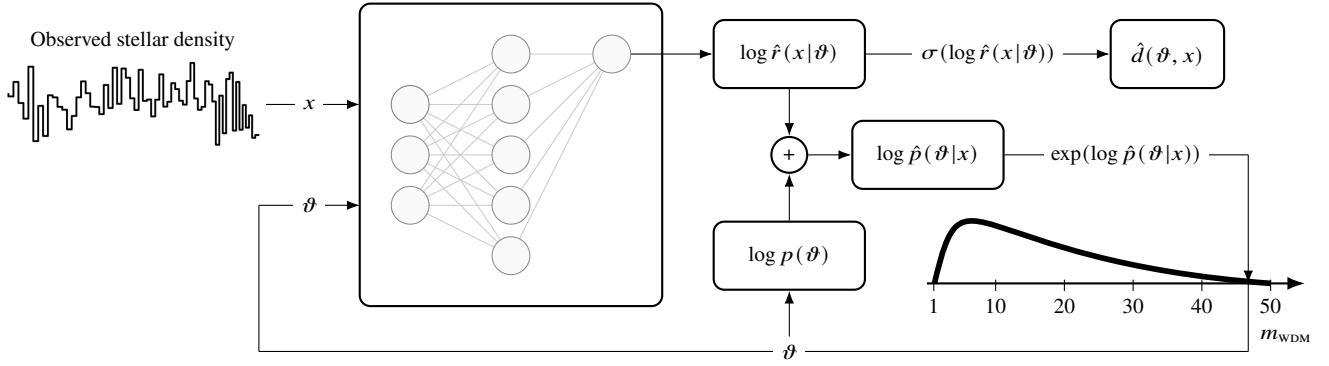 Observed stellar density
x
ϑ
log r̂(x|ϑ)
σ(log r̂(x|ϑ))
d̂(ϑ, x)
+
log p̂(ϑ|x)
exp(log p̂(ϑ|x))
log p(ϑ)
1 10 20 30 40 50
m_WDM
ϑ